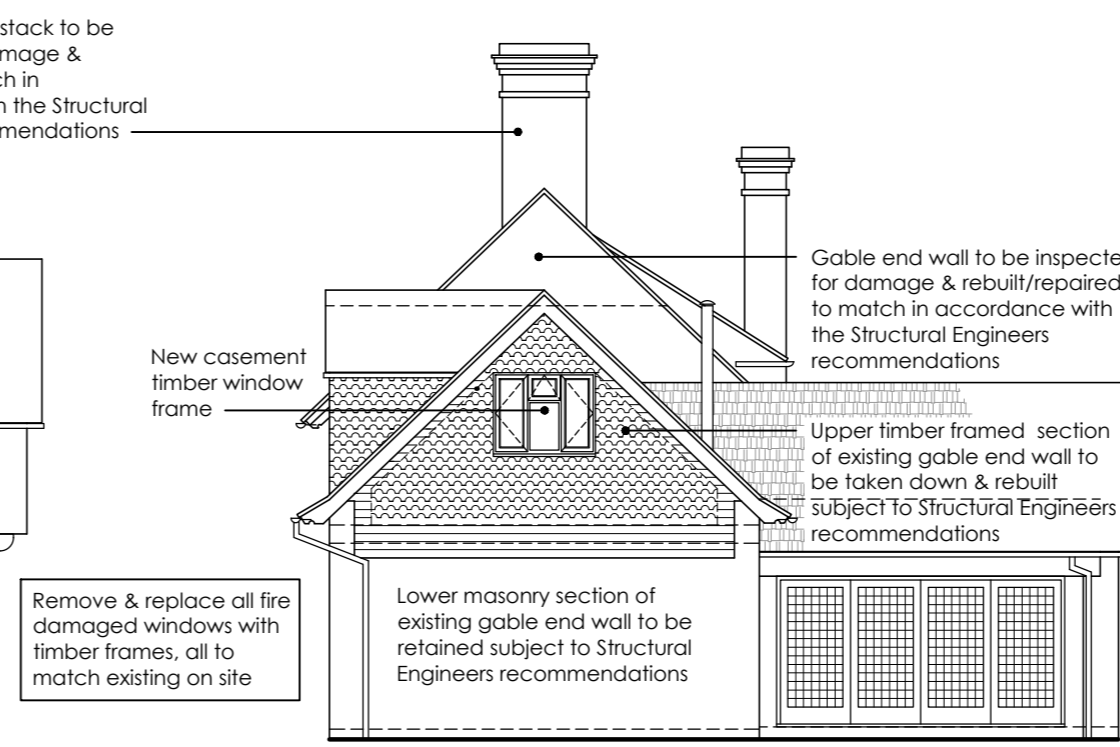 stack to be
mage &
ch in
n the Structural
mendations
Gable end wall to be inspecte
for damage & rebuilt/repaired
to match in accordance with
the Structural Engineers
recommendations
New casement
timber window
frame
Upper timber framed section
of existing gable end wall to
be taken down & rebuilt
subject to Structural Engineers
recommendations
Remove & replace all fire
damaged windows with
timber frames, all to
match existing on site
Lower masonry section of
existing gable end wall to be
retained subject to Structural
Engineers recommendations